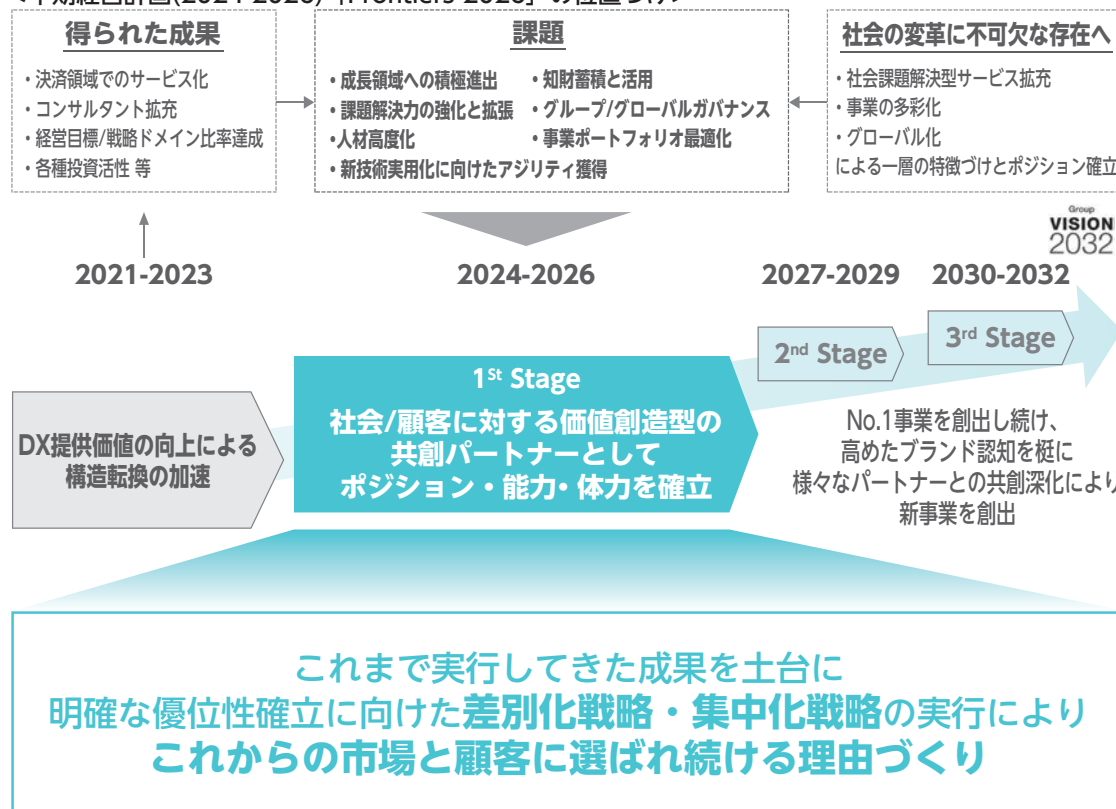 得られた成果
・決済領域でのサービス化
・コンサルタント拡充
・経営目標/戦略ドメイン比率達成
・各種投資活性 等
課題
・成長領域への積極進出 ・知財蓄積と活用
・課題解決力の強化と拡張 ・グループ/グローバルガバナンス
・人材高度化 ・事業ポートフォリオ最適化
・新技術実用化に向けたアジリティ獲得
社会の変革に不可欠な存在へ
・社会課題解決型サービス拡充
・事業の多彩化
・グローバル化
による一層の特徴づけとポジション確立
Group
VISION
2032
2021-2023 2024-2026 2027-2029 2030-2032
DX提供価値の向上による
構造転換の加速
1St Stage
社会/顧客に対する価値創造型の
共創パートナーとして
ポジション・能力・体力を確立
2nd Stage
3rd Stage
No.1事業を創出し続け、
高めたブランド認知を梃に
様々なパートナーとの共創深化により
新事業を創出
これまで実行してきた成果を土台に
明確な優位性確立に向けた差別化戦略・集中化戦略の実行により
これからの市場と顧客に選ばれ続ける理由づくり